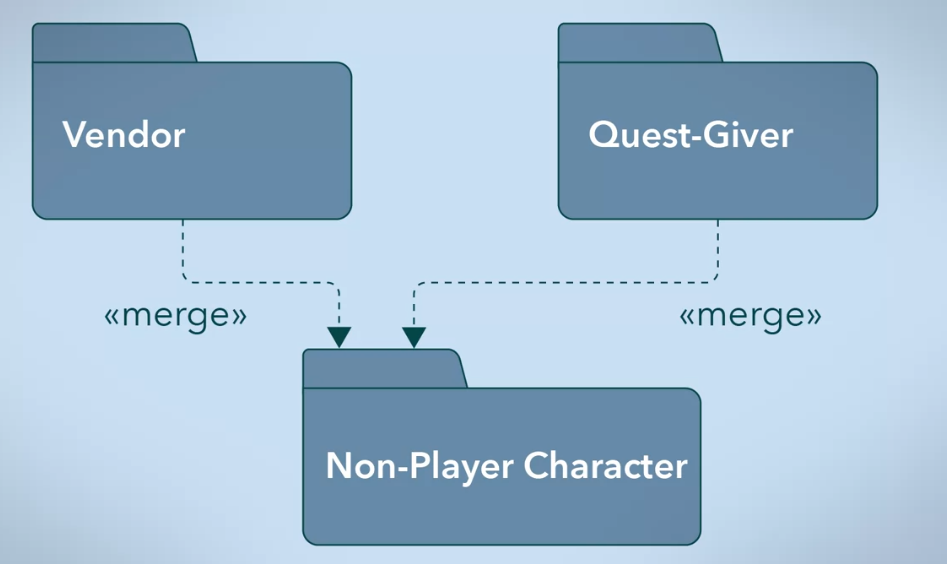 Vendor
Quest-Giver
«merge»
«merge»
Non-Player Character